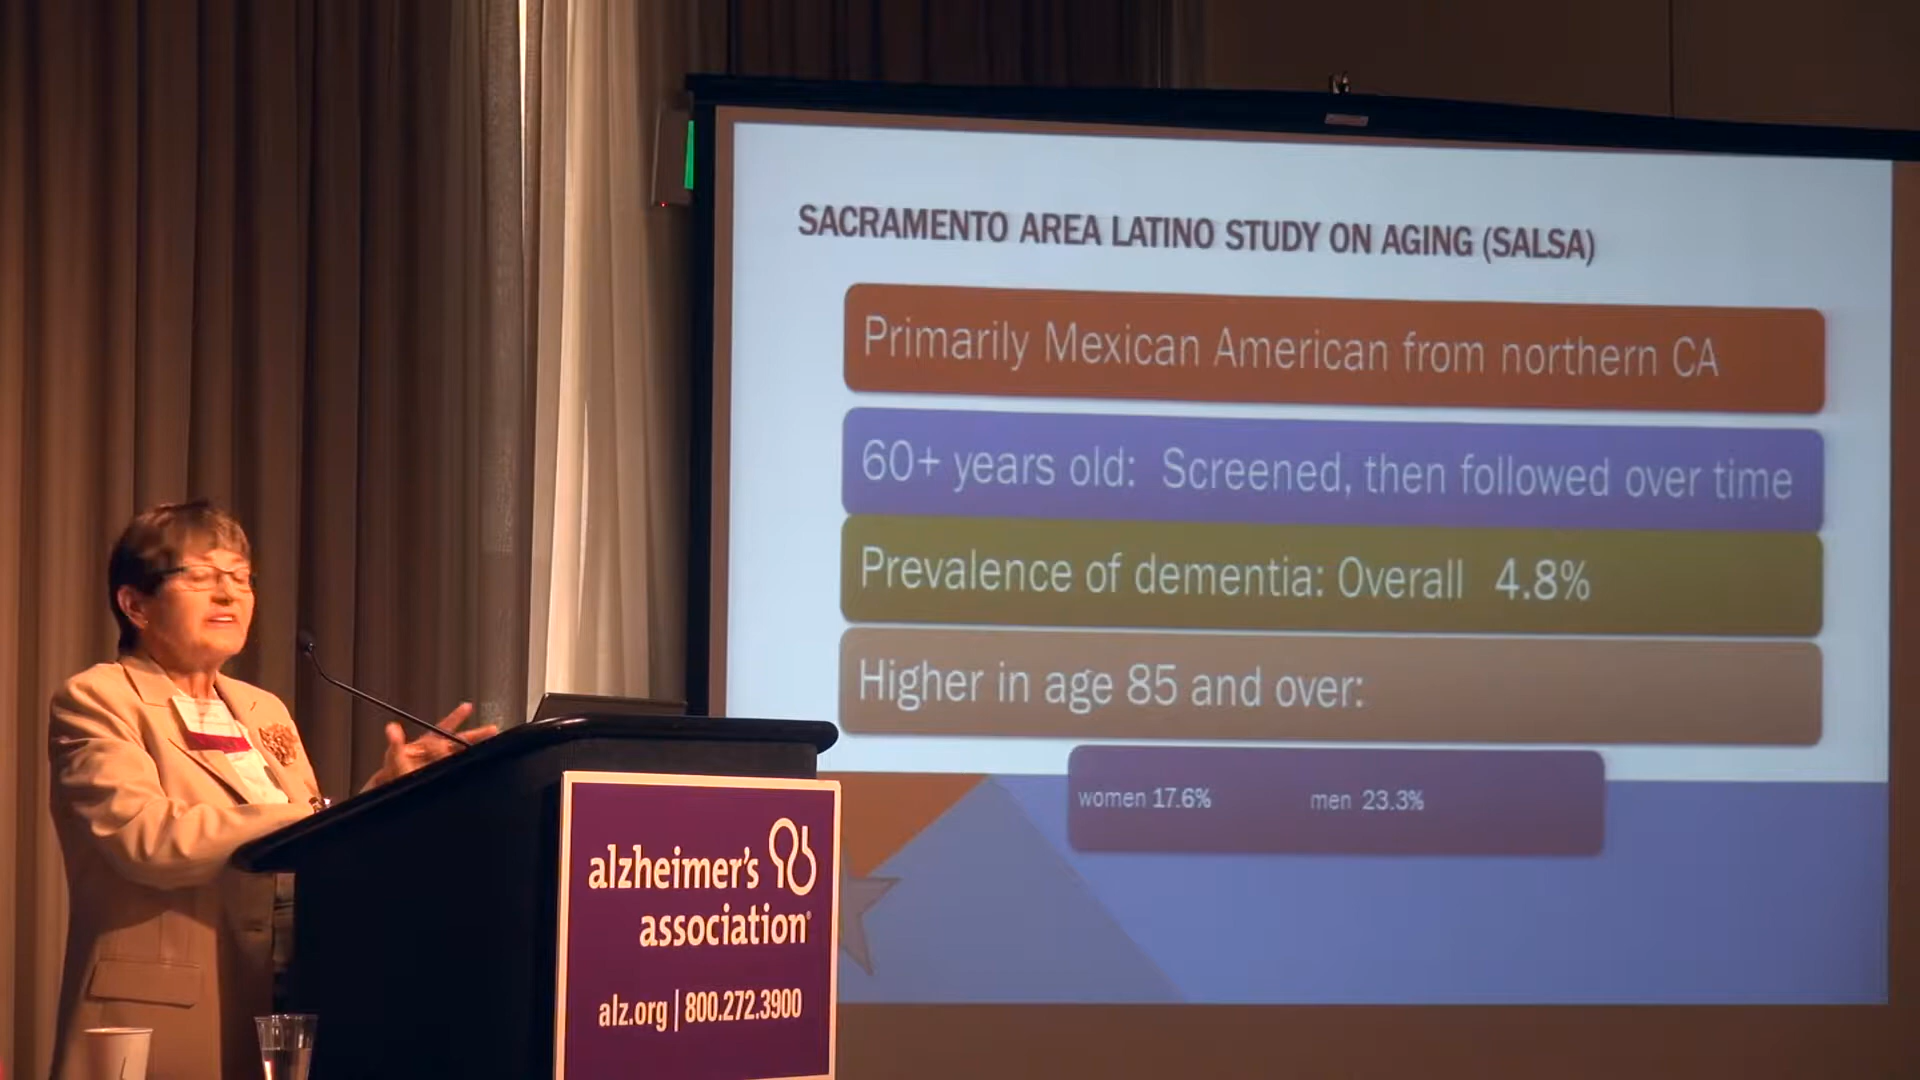 SACRAMENTO AREA LATINO STUDY ON AGING (SALSA)
Primarily Mexican American from northern CA
60+ years old: Screened, then followed over time
Prevalence of dementia: Overall 4.8%
Higher in age 85 and over:
women 17.6% men 23.3%
alzheimer's
association®
alz.org | 800.272.3900